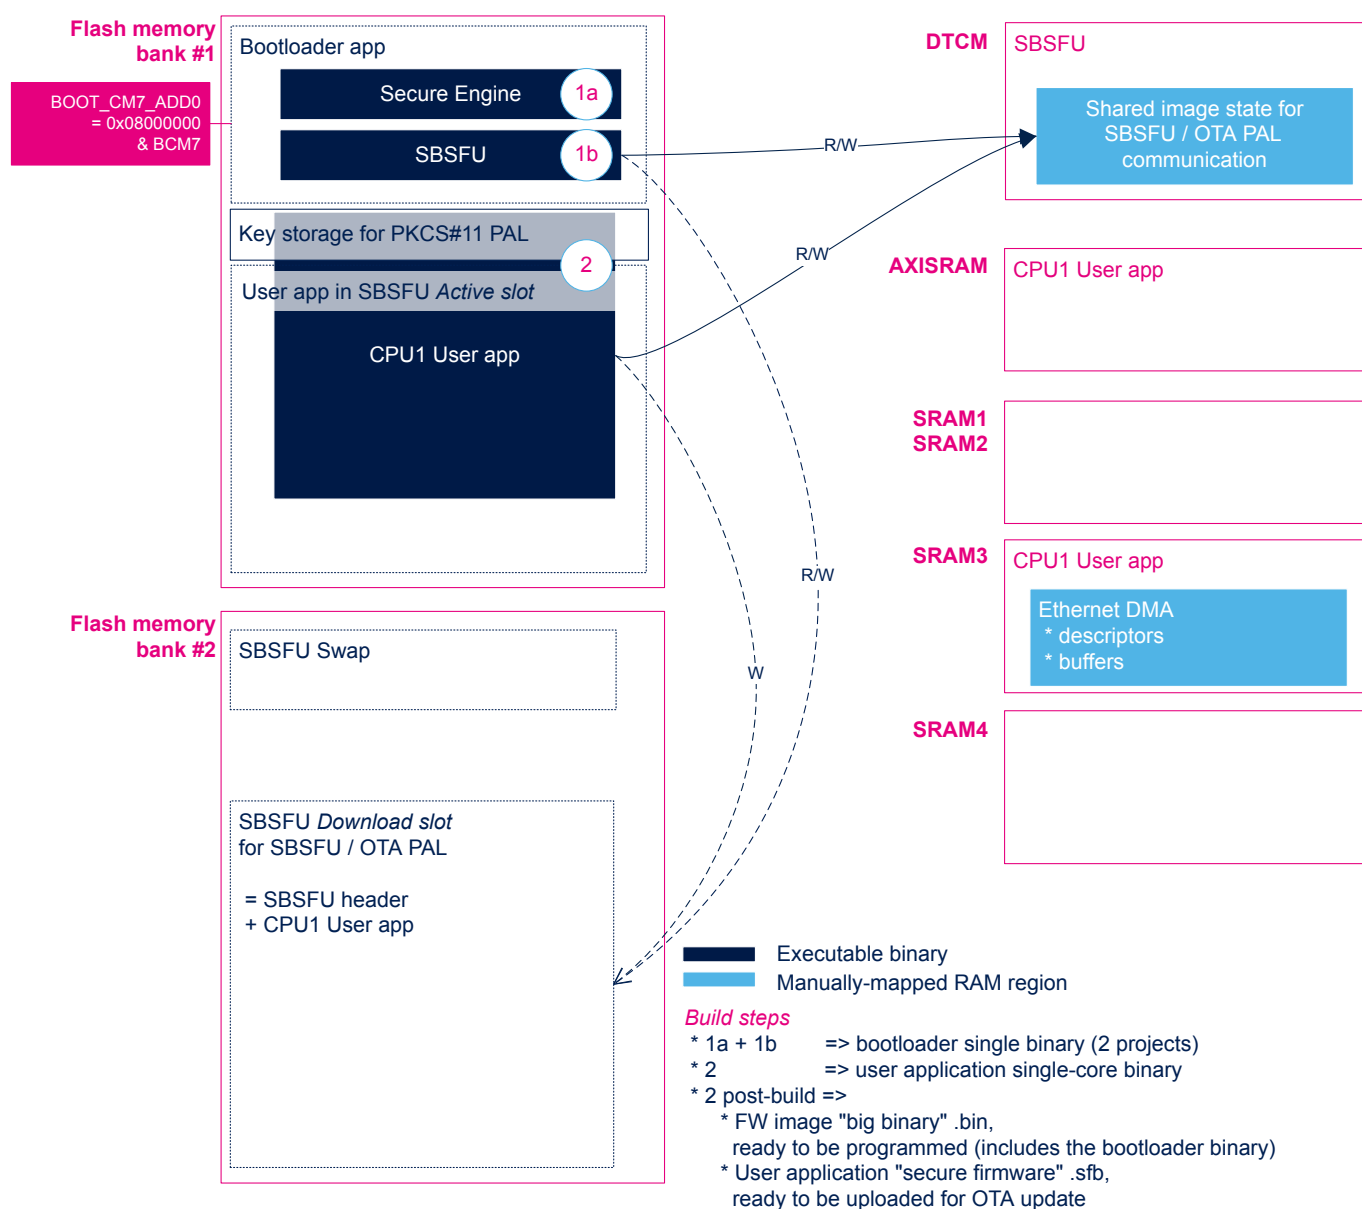 Flash memory
bank #1
BOOT_CM7_ADD0
= 0x08000000
& BCM7
Bootloader app
Secure Engine
1a
SBSFU
1b
Key storage for PKCS#11 PAL
2
User app in SBSFU Active slot
CPU1 User app
Flash memory
bank #2
SBSFU Swap
SBSFU Download slot
for SBSFU / OTA PAL
= SBSFU header
+ CPU1 User app
R/W
R/W
R/W
W
DTCM
SBSFU
Shared image state for
SBSFU / OTA PAL
communication
AXISRAM
CPU1 User app
SRAM1
SRAM2
SRAM3
CPU1 User app
Ethernet DMA
* descriptors
* buffers
SRAM4
Executable binary
Manually-mapped RAM region
Build steps
* 1a + 1b => bootloader single binary (2 projects)
* 2 => user application single-core binary
* 2 post-build =>
* FW image "big binary" .bin,
ready to be programmed (includes the bootloader binary)
* User application "secure firmware" .sfb,
ready to be uploaded for OTA update